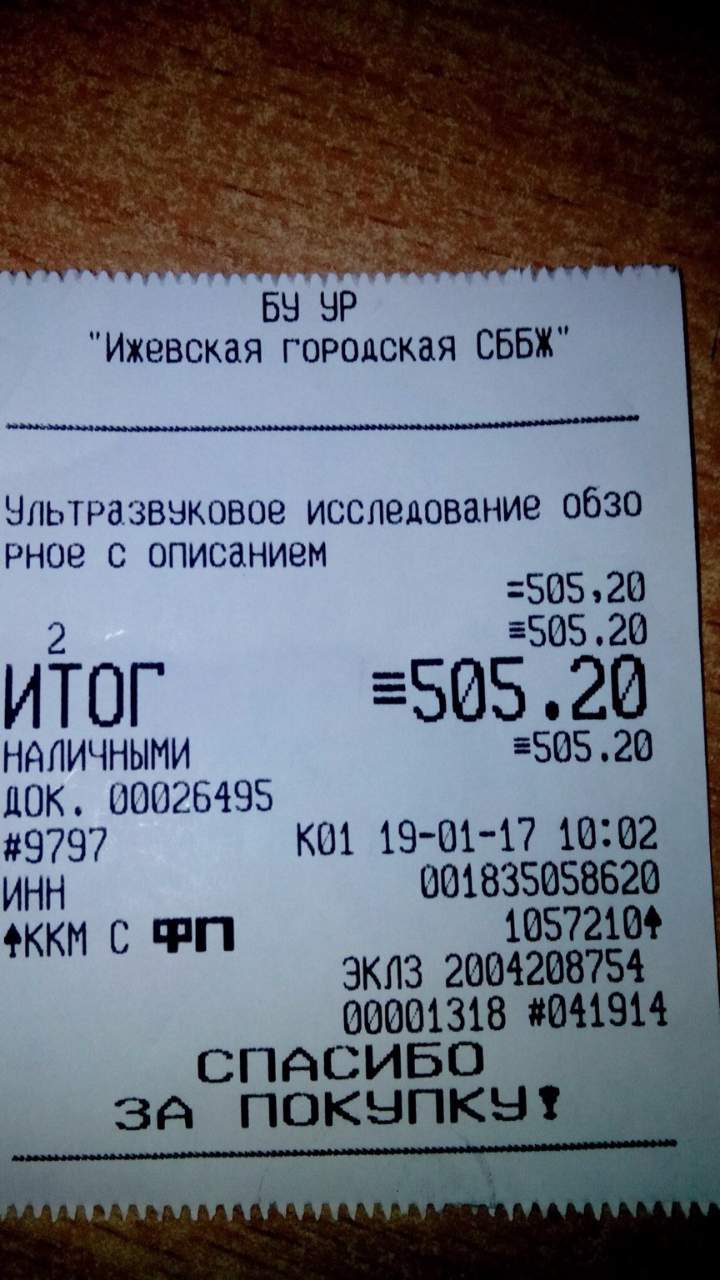 БУ УР
"Ижевская городская СББЖ"
Ультразвуковое исследование обзо
рное с описанием
=505,20
2 ≡505.20
ИТОГ ≡505.20
НАЛИЧНЫМИ ≡505.20
ДОК. 00026495
#9797 К01 19-01-17 10:02
ИНН 001835058620
↑ККМ С ФП 1057210↑
ЭКЛЗ 2004208754
00001318 #041914
СПАСИБО
ЗА ПОКУПКУ!